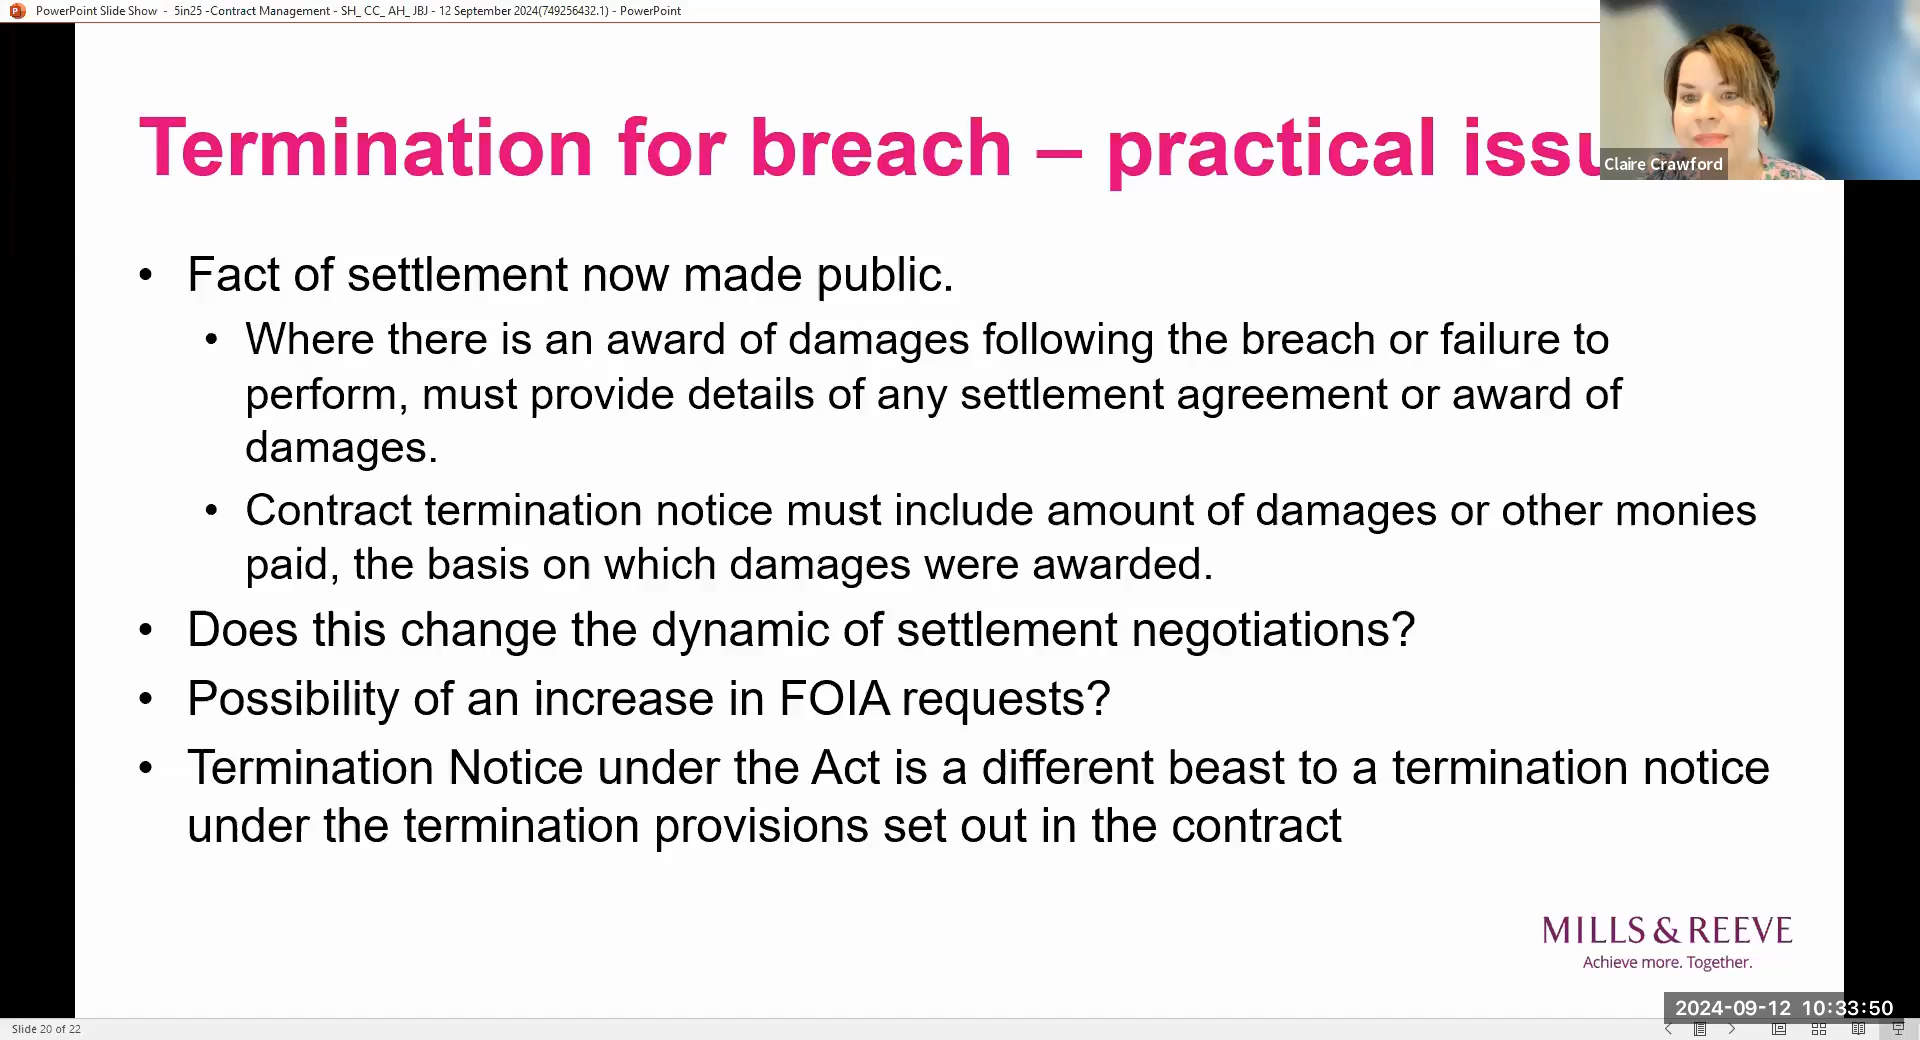 PowerPoint Slide Show - 5in25 -Contract Management - SH_ CC_ AH_ JBJ - 12 September 2024(749256432.1) - PowerPoint
Termination for breach – practical issu
Claire Crawford
• Fact of settlement now made public.
• Where there is an award of damages following the breach or failure to
perform, must provide details of any settlement agreement or award of
damages.
• Contract termination notice must include amount of damages or other monies
paid, the basis on which damages were awarded.
• Does this change the dynamic of settlement negotiations?
• Possibility of an increase in FOIA requests?
• Termination Notice under the Act is a different beast to a termination notice
under the termination provisions set out in the contract
MILLS & REEVE
Achieve more. Together.
2024-09-12 10:33:50
Slide 20 of 22